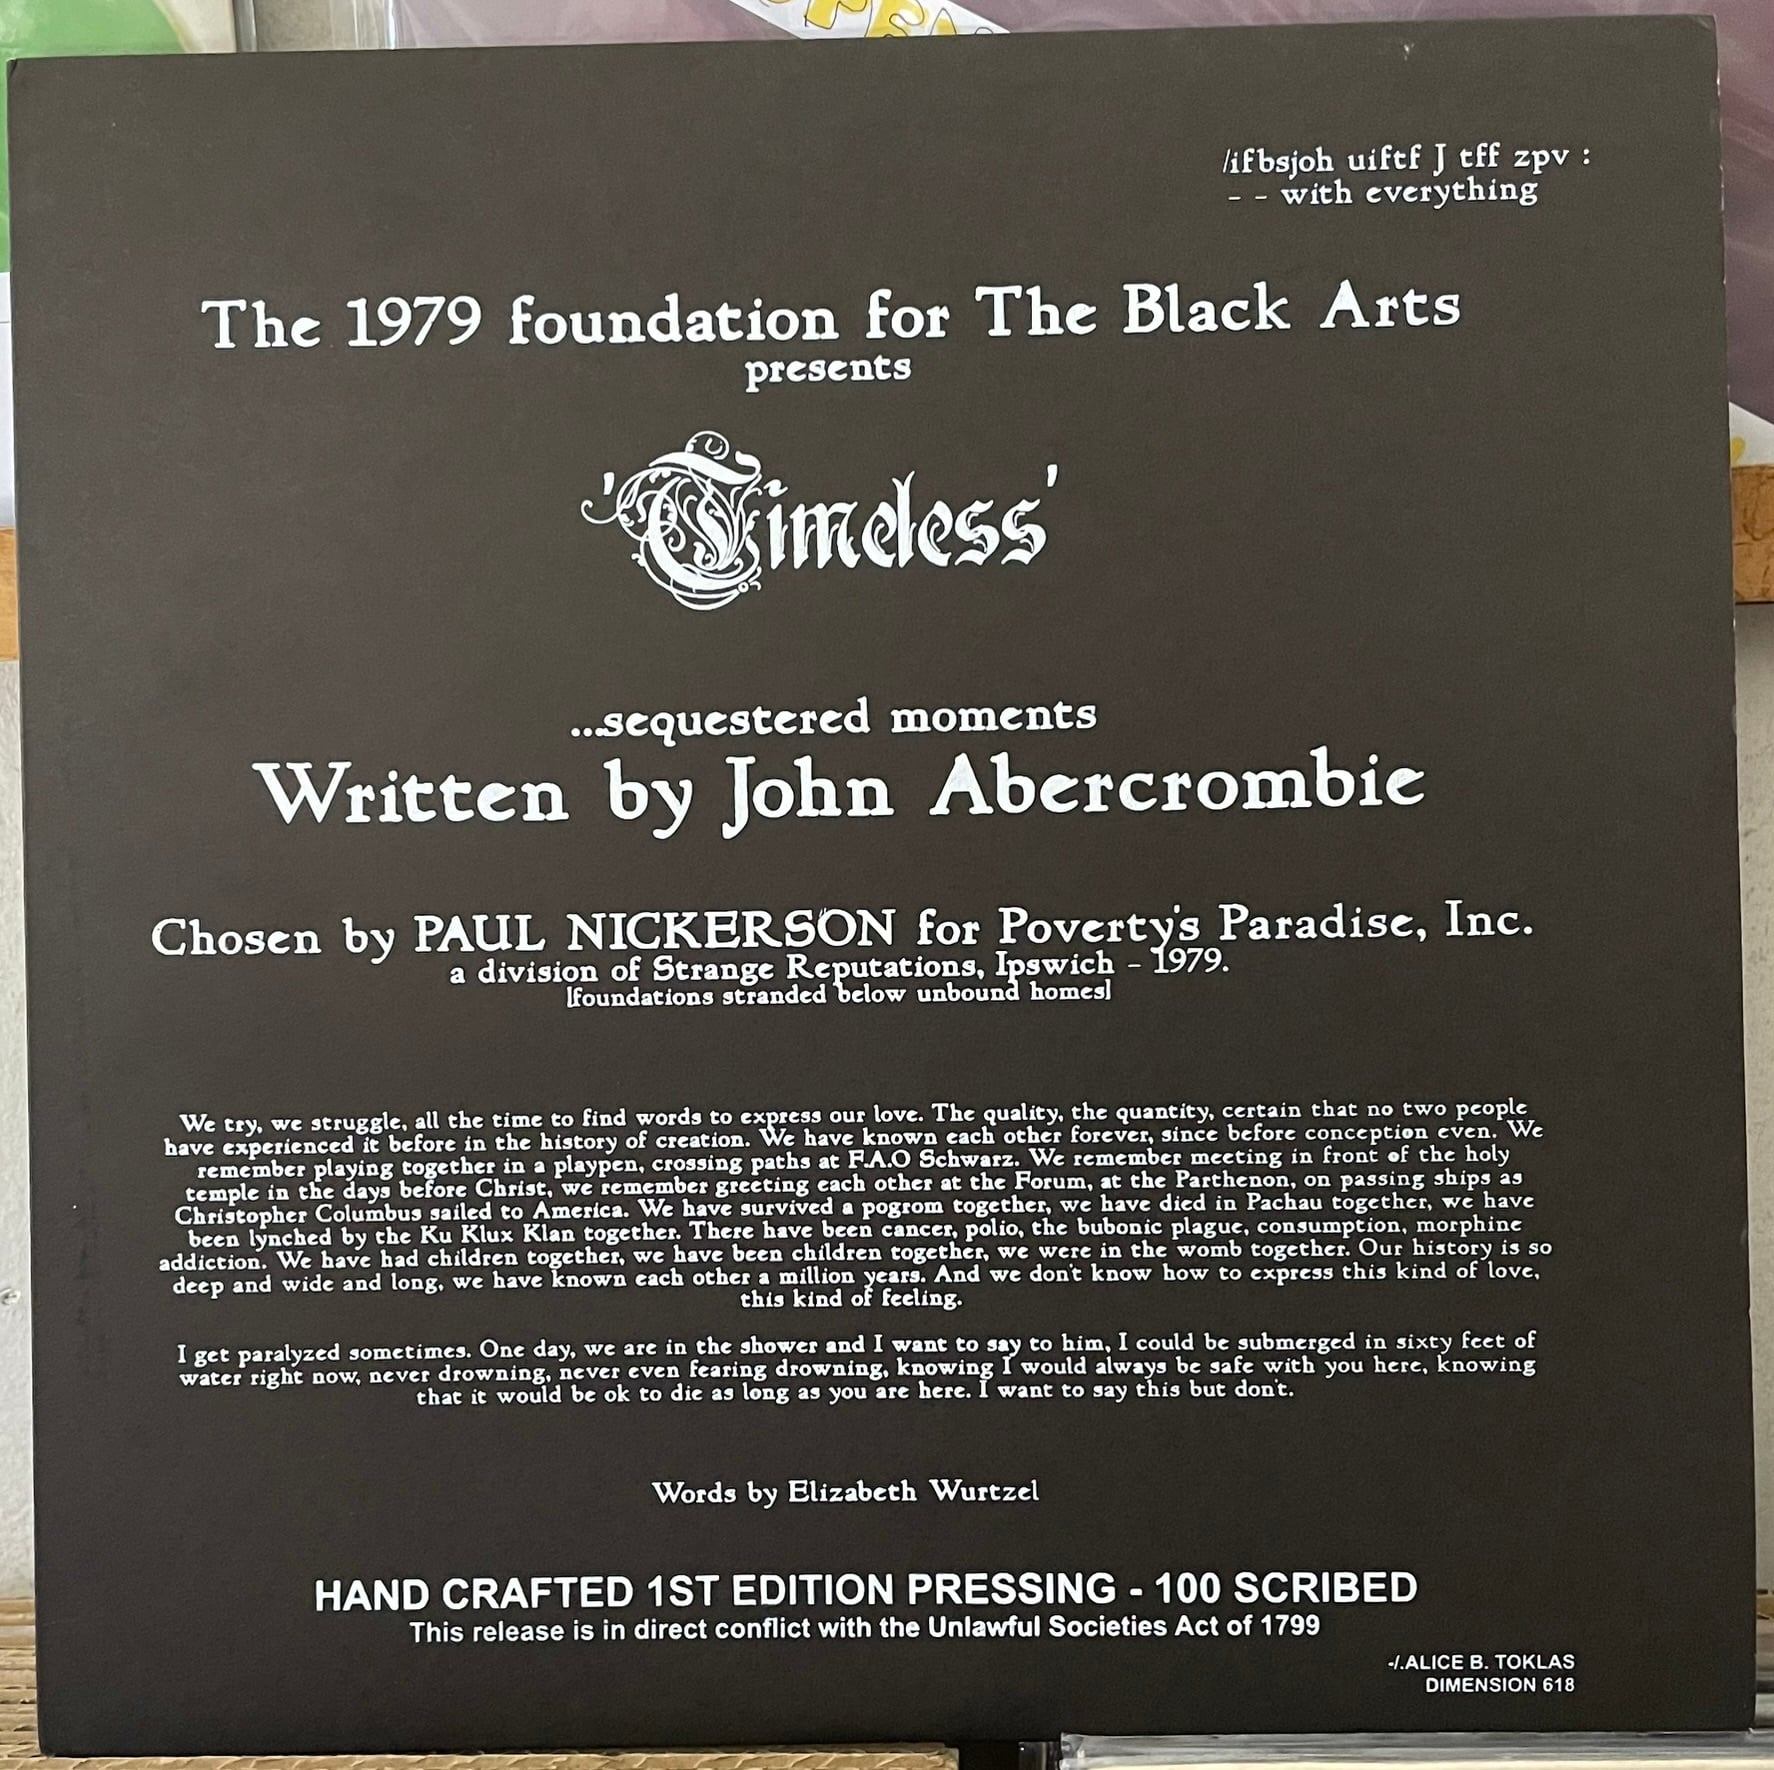 /ifbsjoh uiftf J tff zpv :
- - with everything
The 1979 foundation for The Black Arts
presents
'Timeless'
...sequestered moments
Written by John Abercrombie
Chosen by PAUL NICKERSON for Poverty's Paradise, Inc.
a division of Strange Reputations, Ipswich - 1979.
[foundations stranded below unbound homes]
We try, we struggle, all the time to find words to express our love. The quality, the quantity, certain that no two people
have experienced it before in the history of creation. We have known each other forever, since before conception even. We
remember playing together in a playpen, crossing paths at F.A.O Schwarz. We remember meeting in front of the holy
temple in the days before Christ, we remember greeting each other at the Forum, at the Parthenon, on passing ships as
Christopher Columbus sailed to America. We have survived a pogrom together, we have died in Pachau together, we have
been lynched by the Ku Klux Klan together. There have been cancer, polio, the bubonic plague, consumption, morphine
addiction. We have had children together, we have been children together, we were in the womb together. Our history is so
deep and wide and long, we have known each other a million years. And we don't know how to express this kind of love,
this kind of feeling.
I get paralyzed sometimes. One day, we are in the shower and I want to say to him, I could be submerged in sixty feet of
water right now, never drowning, never even fearing drowning, knowing I would always be safe with you here, knowing
that it would be ok to die as long as you are here. I want to say this but don't.
Words by Elizabeth Wurtzel
HAND CRAFTED 1ST EDITION PRESSING - 100 SCRIBED
This release is in direct conflict with the Unlawful Societies Act of 1799
-/.ALICE B. TOKLAS
DIMENSION 618